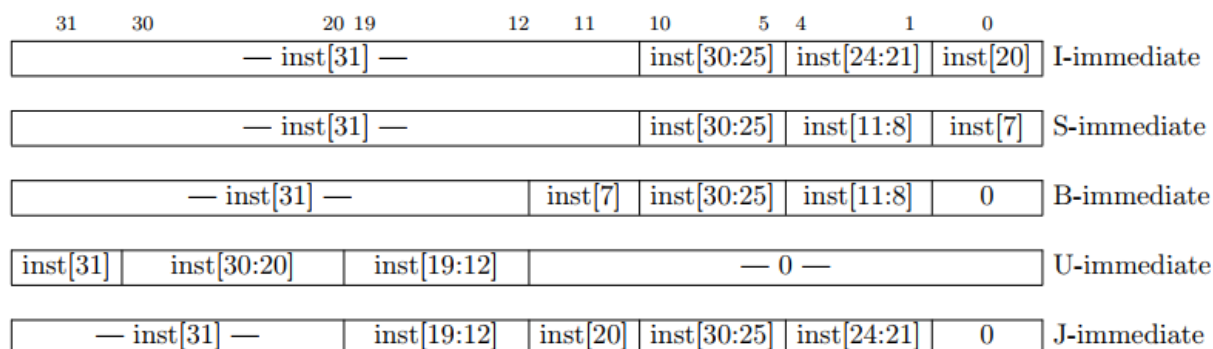 31 30 20 19 12 11 10 5 4 1 0
— inst[31] — inst[30:25] inst[24:21] inst[20] I-immediate
— inst[31] — inst[30:25] inst[11:8] inst[7] S-immediate
— inst[31] — inst[7] inst[30:25] inst[11:8] 0 B-immediate
inst[31] inst[30:20] inst[19:12] — 0 — U-immediate
— inst[31] — inst[19:12] inst[20] inst[30:25] inst[24:21] 0 J-immediate